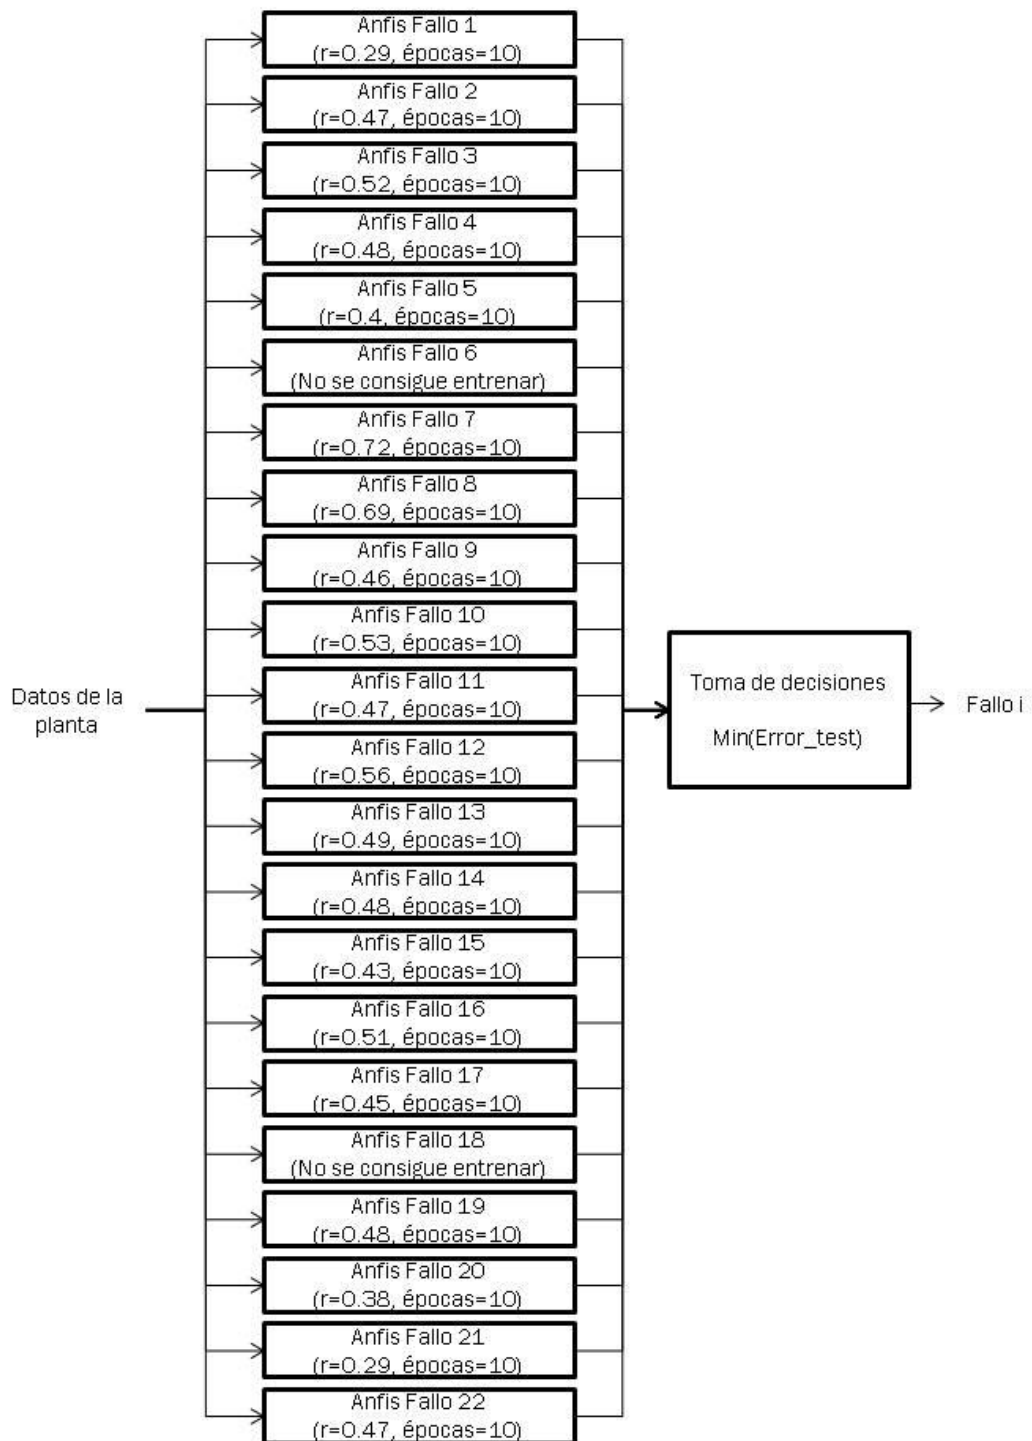 Anfis Fallo 1
(r=0.29, épocas=10)
Anfis Fallo 2
(r=0.47, épocas=10)
Anfis Fallo 3
(r=0.52, épocas=10)
Anfis Fallo 4
(r=0.48, épocas=10)
Anfis Fallo 5
(r=0.4, épocas=10)
Anfis Fallo 6
(No se consigue entrenar)
Anfis Fallo 7
(r=0.72, épocas=10)
Anfis Fallo 8
(r=0.69, épocas=10)
Anfis Fallo 9
(r=0.46, épocas=10)
Anfis Fallo 10
(r=0.53, épocas=10)
Anfis Fallo 11
(r=0.47, épocas=10)
Anfis Fallo 12
(r=0.56, épocas=10)
Anfis Fallo 13
(r=0.49, épocas=10)
Anfis Fallo 14
(r=0.48, épocas=10)
Anfis Fallo 15
(r=0.43, épocas=10)
Anfis Fallo 16
(r=0.51, épocas=10)
Anfis Fallo 17
(r=0.45, épocas=10)
Anfis Fallo 18
(No se consigue entrenar)
Anfis Fallo 19
(r=0.48, épocas=10)
Anfis Fallo 20
(r=0.38, épocas=10)
Anfis Fallo 21
(r=0.29, épocas=10)
Anfis Fallo 22
(r=0.47, épocas=10)
Datos de la
planta
Toma de decisiones
Min(Error_test)
Fallo i